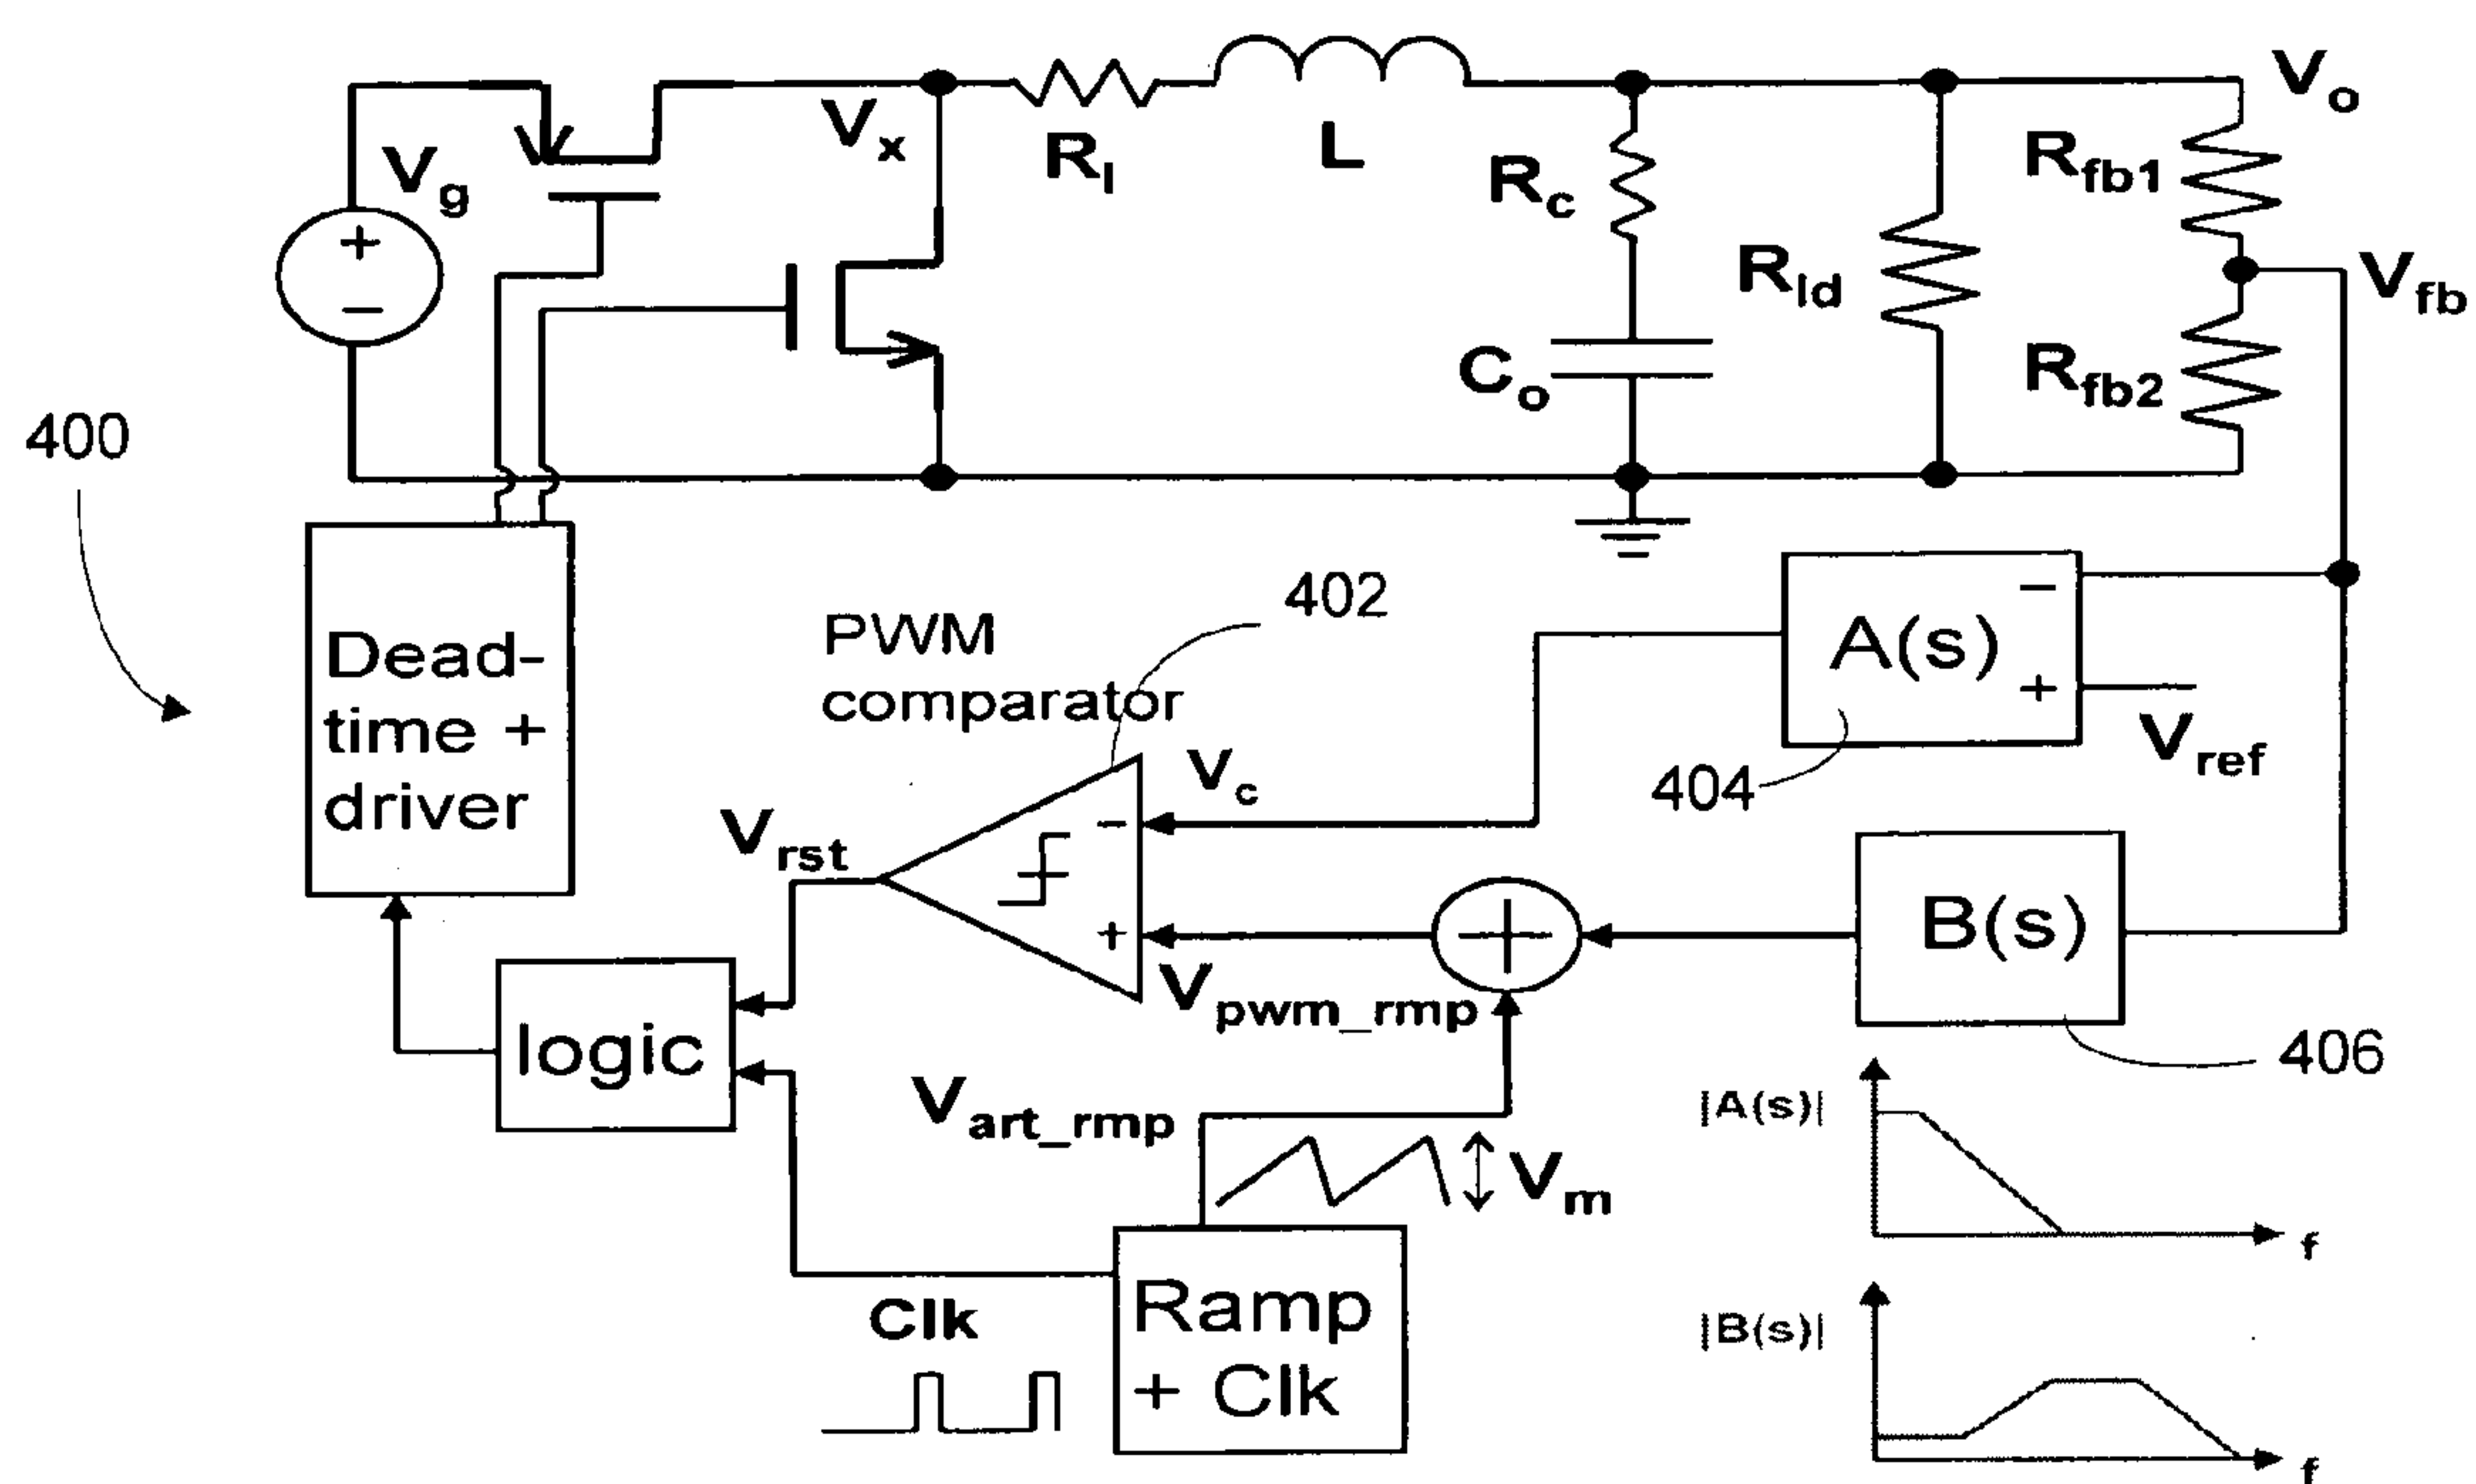 Vg
+
−
Vx
Rl
L
Rc
Co
Rld
Rfb1
Rfb2
Vo
Vfb
400
Dead-
time +
driver
PWM
comparator
402
A(s)
−
+
Vref
404
Vc
Vrst
−
+
Vpwm_rmp
B(s)
406
logic
Vart_rmp
Vm
Clk
Ramp
+ Clk
|A(s)|
f
|B(s)|
f